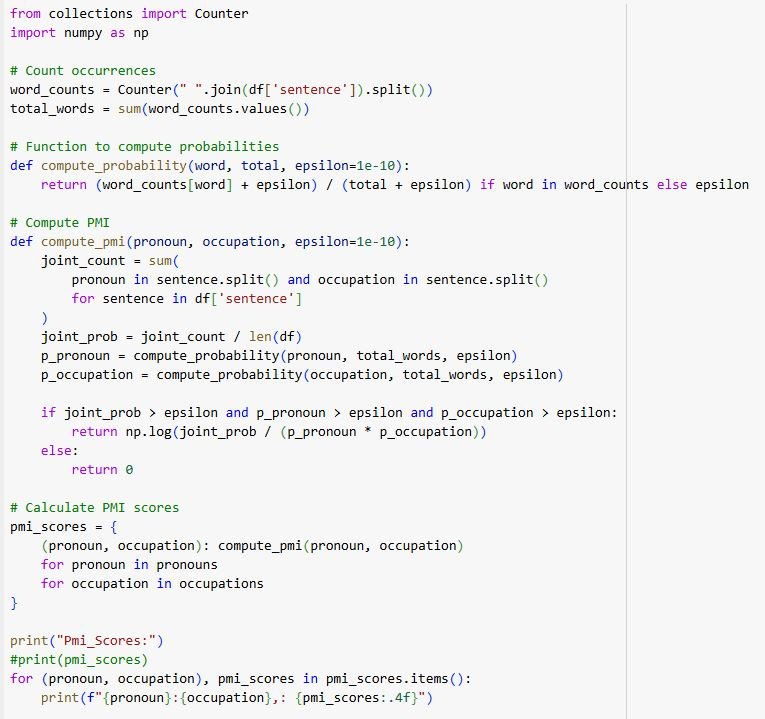 from collections import Counter
import numpy as np

# Count occurrences
word_counts = Counter(" ".join(df['sentence']).split())
total_words = sum(word_counts.values())

# Function to compute probabilities
def compute_probability(word, total, epsilon=1e-10):
    return (word_counts[word] + epsilon) / (total + epsilon) if word in word_counts else epsilon

# Compute PMI
def compute_pmi(pronoun, occupation, epsilon=1e-10):
    joint_count = sum(
        pronoun in sentence.split() and occupation in sentence.split()
        for sentence in df['sentence']
    )
    joint_prob = joint_count / len(df)
    p_pronoun = compute_probability(pronoun, total_words, epsilon)
    p_occupation = compute_probability(occupation, total_words, epsilon)

    if joint_prob > epsilon and p_pronoun > epsilon and p_occupation > epsilon:
        return np.log(joint_prob / (p_pronoun * p_occupation))
    else:
        return 0

# Calculate PMI scores
pmi_scores = {
    (pronoun, occupation): compute_pmi(pronoun, occupation)
    for pronoun in pronouns
    for occupation in occupations
}

print("Pmi_Scores:")
#print(pmi_scores)
for (pronoun, occupation), pmi_scores in pmi_scores.items():
    print(f"{pronoun}:{occupation},: {pmi_scores:.4f}")